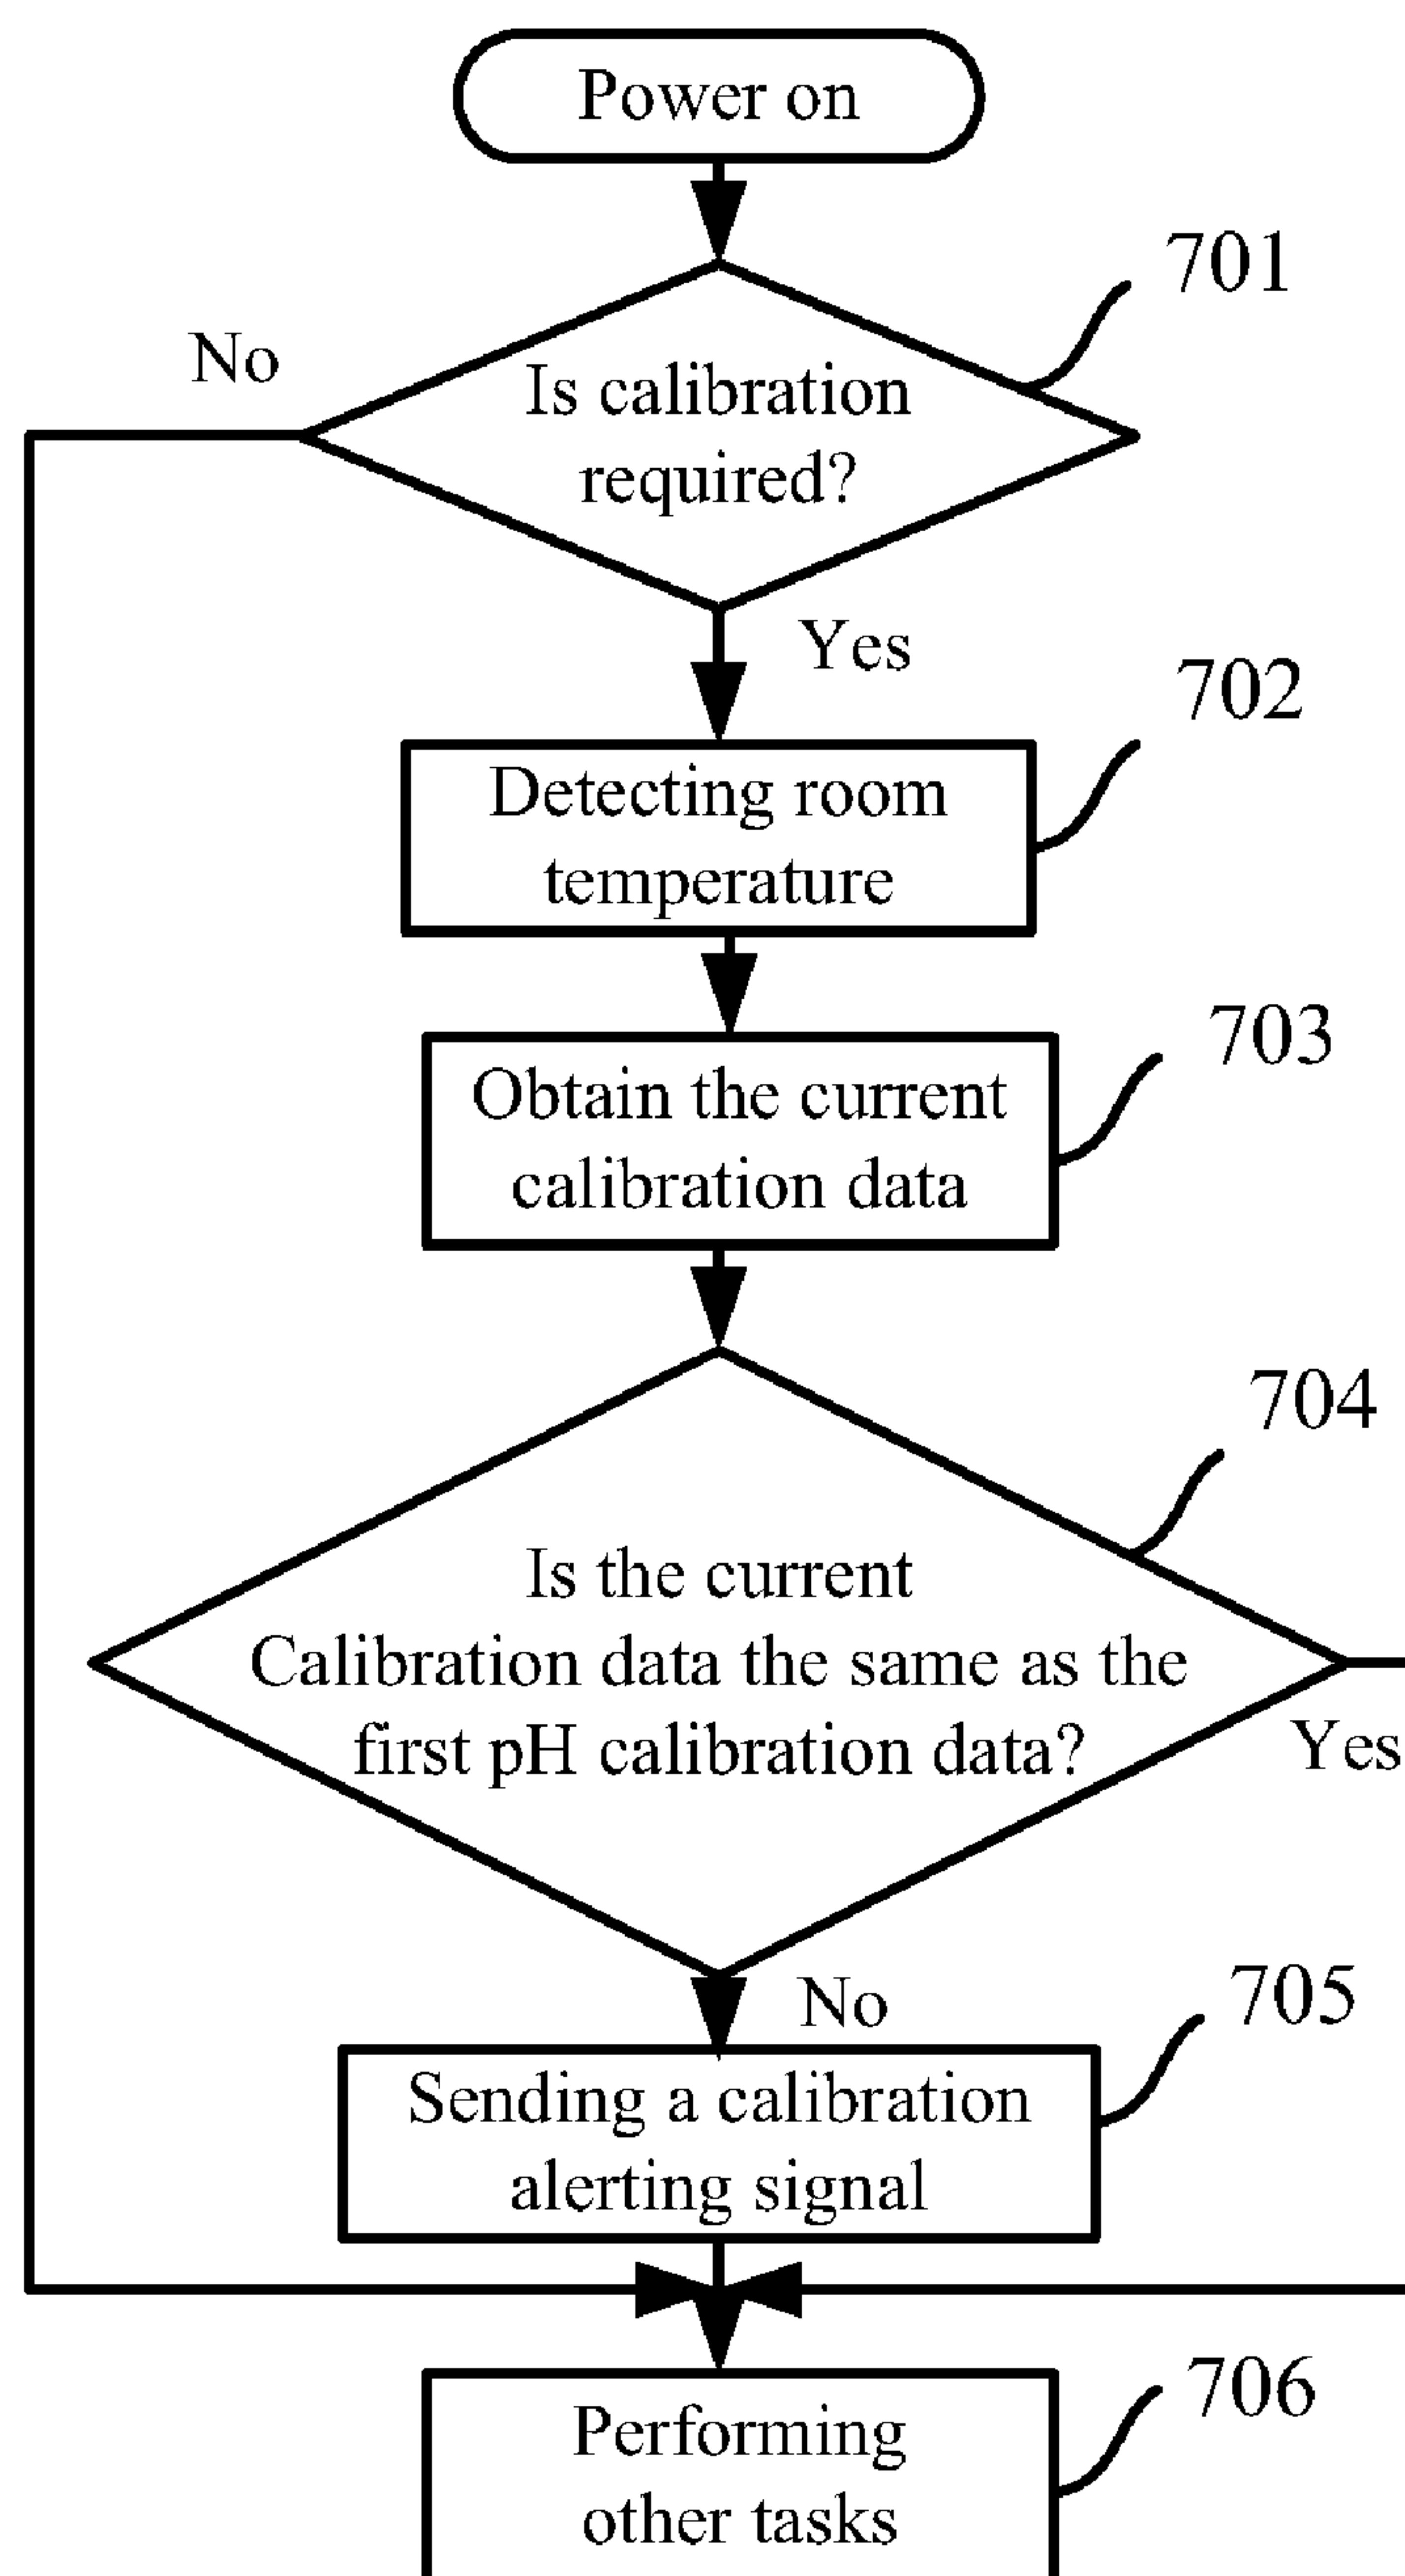 Power on
701
No
Is calibration
required?
Yes
702
Detecting room
temperature
703
Obtain the current
calibration data
704
Is the current
Calibration data the same as the
first pH calibration data?
Yes
No
705
Sending a calibration
alerting signal
706
Performing
other tasks